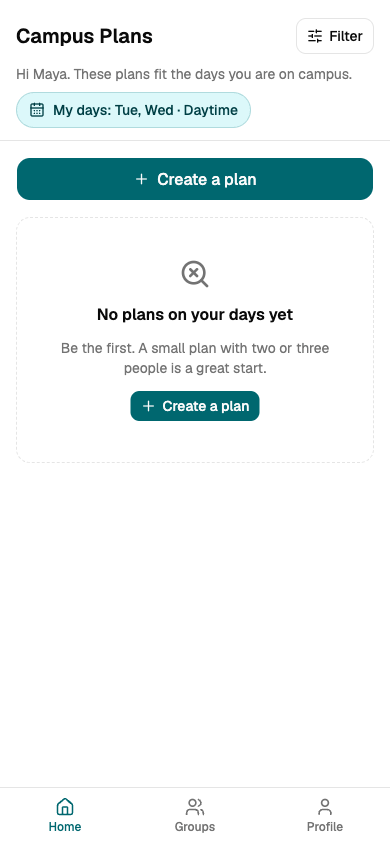 Campus Plans
Filter
Hi Maya. These plans fit the days you are on campus.
My days: Tue, Wed · Daytime
Create a plan
No plans on your days yet
Be the first. A small plan with two or three
people is a great start.
Create a plan
Home
Groups
Profile